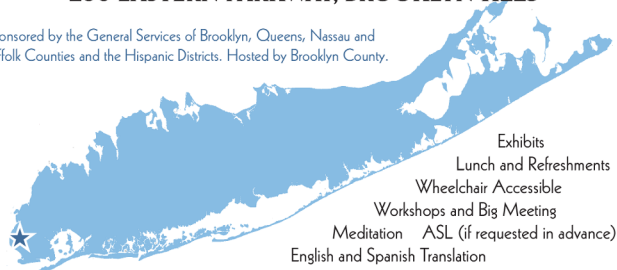 onsored by the General Services of Brooklyn, Queens, Nassau and
ffolk Counties and the Hispanic Districts. Hosted by Brooklyn County.
Exhibits
Lunch and Refreshments
Wheelchair Accessible
Workshops and Big Meeting
Meditation ASL (if requested in advance)
English and Spanish Translation